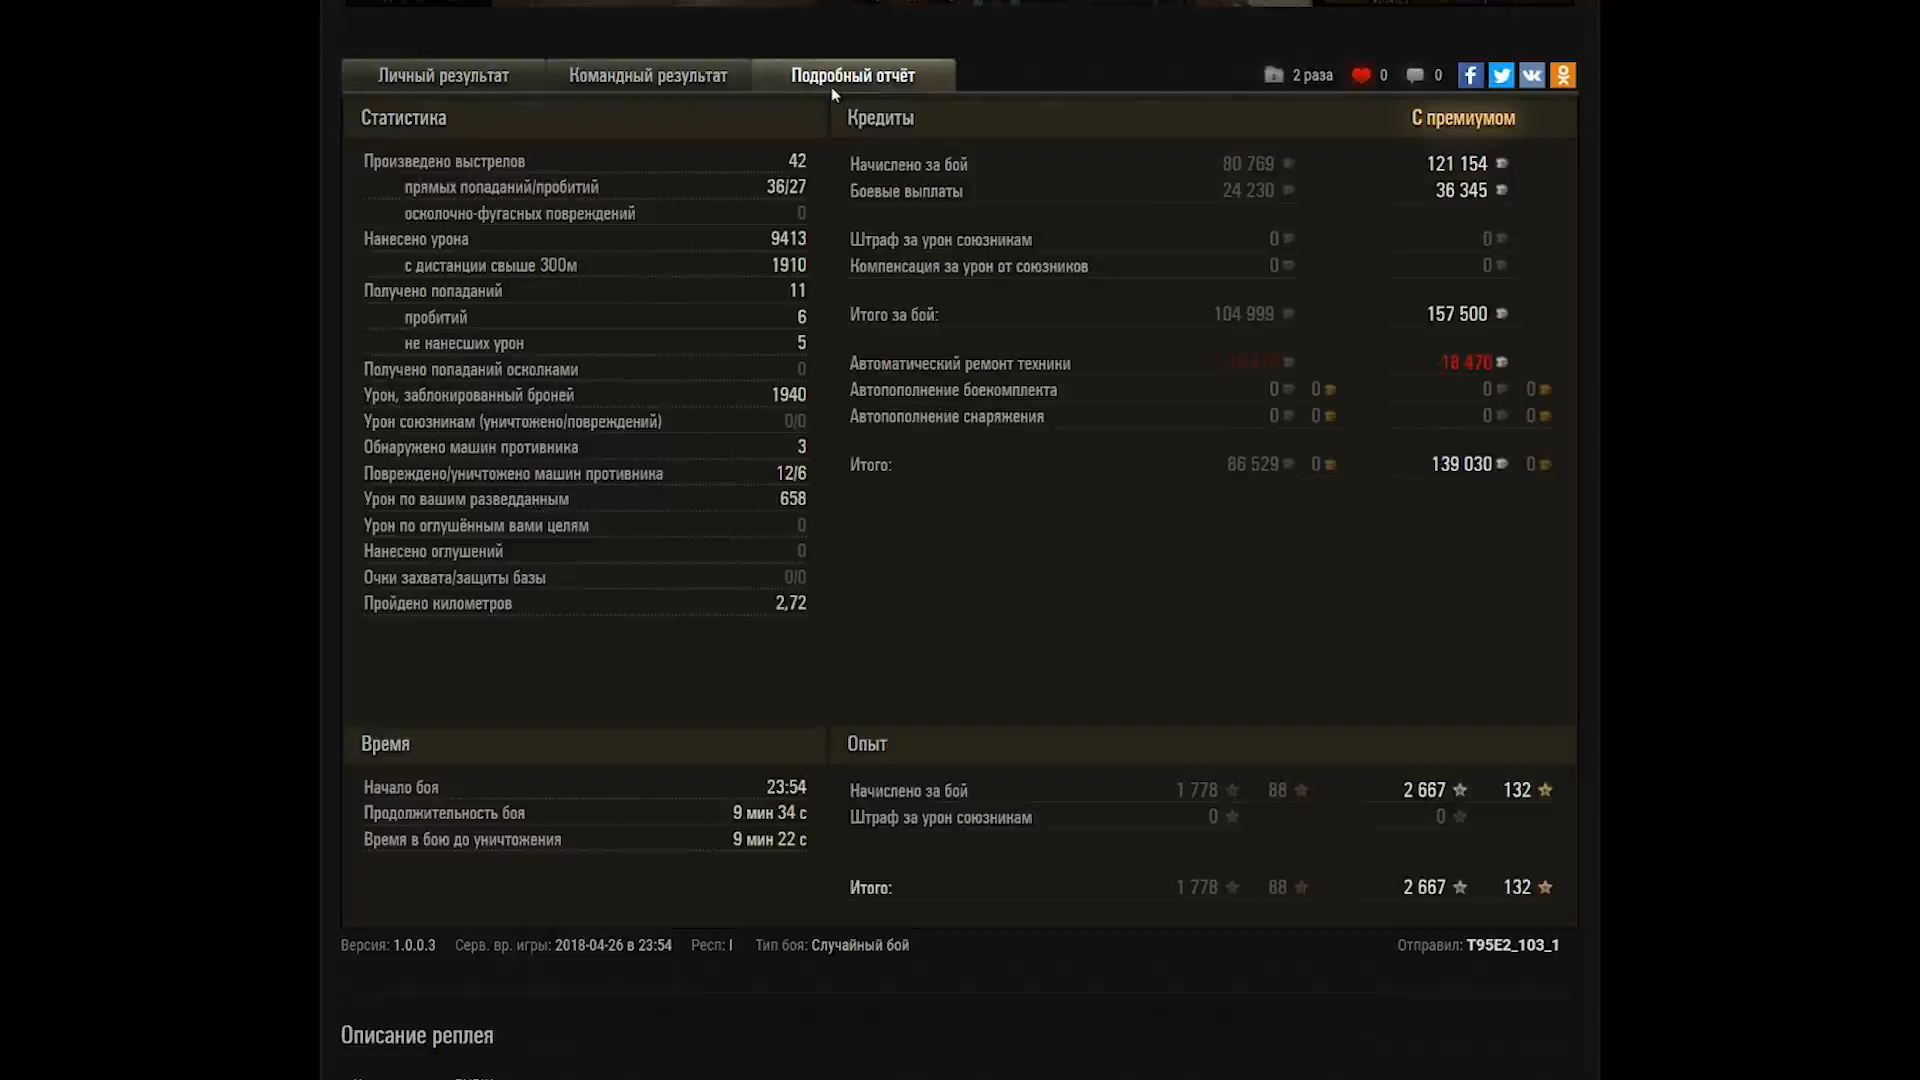 Личный результат Командный результат Подробный отчёт 2 раза 0 0
Статистика
Произведено выстрелов 42
прямых попаданий/пробитий 36/27
осколочно-фугасных повреждений 0
Нанесено урона 9413
с дистанции свыше 300м 1910
Получено попаданий 11
пробитий 6
не нанесших урон 5
Получено попаданий осколками 0
Урон, заблокированный броней 1940
Урон союзникам (уничтожено/повреждений) 0/0
Обнаружено машин противника 3
Повреждено/уничтожено машин противника 12/6
Урон по вашим разведданным 658
Урон по оглушённым вами целям 0
Нанесено оглушений 0
Очки захвата/защиты базы 0/0
Пройдено километров 2,72
Кредиты С премиумом
Начислено за бой 80 769 121 154
Боевые выплаты 24 230 36 345
Штраф за урон союзникам 0 0
Компенсация за урон от союзников 0 0
Итого за бой: 104 999 157 500
Автоматический ремонт техники -18 470
Автопополнение боекомплекта 0 0 0 0
Автопополнение снаряжения 0 0 0 0
Итого: 86 529 0 139 030 0
Время
Начало боя 23:54
Продолжительность боя 9 мин 34 с
Время в бою до уничтожения 9 мин 22 с
Опыт
Начислено за бой 1 778 88 2 667 132
Штраф за урон союзникам 0 0
Итого: 1 778 88 2 667 132
Версия: 1.0.0.3 Серв. вр. игры: 2018-04-26 в 23:54 Респ: I Тип боя: Случайный бой Отправил: T95E2_103_1
Описание реплея